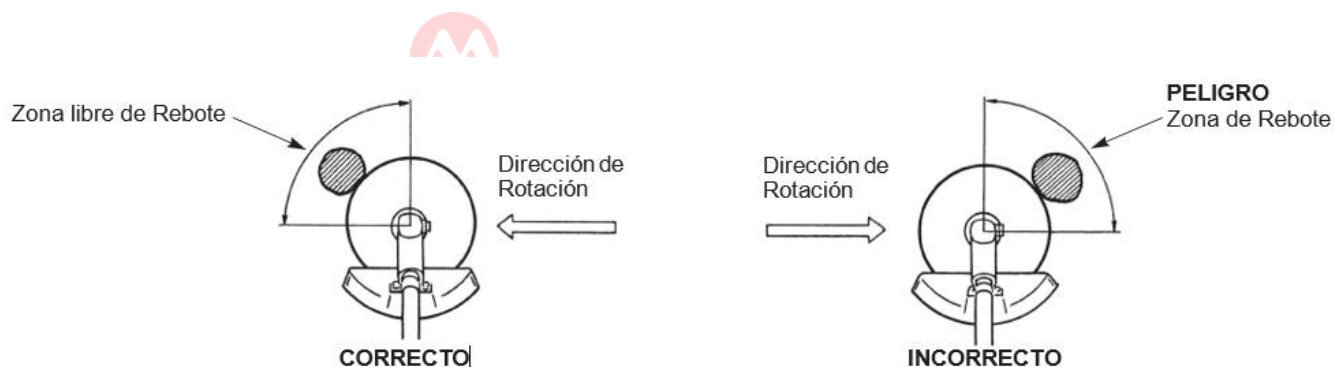 Zona libre de Rebote
Dirección de
Rotación
CORRECTO
Dirección de
Rotación
PELIGRO
Zona de Rebote
INCORRECTO